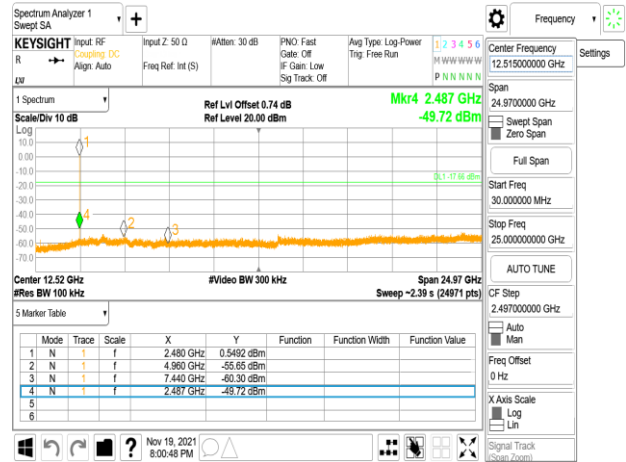 Spectrum Analyzer 1
Swept SA
Frequency
KEYSIGHT
Input: RF
Coupling: DC
Align: Auto
Input Z: 50 Ω
Freq Ref: Int (S)
#Atten: 30 dB
PNO: Fast
Gate: Off
IF Gain: Low
Sig Track: Off
Avg Type: Log-Power
Trig: Free Run
1 2 3 4 5 6
M W W W W W
P N N N N N
R
LXI
Settings
Center Frequency
12.515000000 GHz
Span
24.9700000 GHz
Swept Span
Zero Span
Full Span
Start Freq
30.000000 MHz
Stop Freq
25.000000000 GHz
AUTO TUNE
CF Step
2.497000000 GHz
Auto
Man
Freq Offset
0 Hz
X Axis Scale
Log
Lin
Signal Track
(Span Zoom)
1 Spectrum
Scale/Div 10 dB
Ref Lvl Offset 0.74 dB
Ref Level 20.00 dBm
Mkr4 2.487 GHz
-49.72 dBm
Log
10.0
0.00
-10.0
-20.0
-30.0
-40.0
-50.0
-60.0
-70.0
1
4
2
3
DL1 -17.66 dBm
Center 12.52 GHz
#Video BW 300 kHz
Span 24.97 GHz
#Res BW 100 kHz
Sweep ~2.39 s (24971 pts)
5 Marker Table
Mode Trace Scale X Y Function Function Width Function Value
1 N 1 f 2.480 GHz 0.5492 dBm
2 N 1 f 4.960 GHz -55.65 dBm
3 N 1 f 7.440 GHz -60.30 dBm
4 N 1 f 2.487 GHz -49.72 dBm
5
6
?
Nov 19, 2021
8:00:48 PM